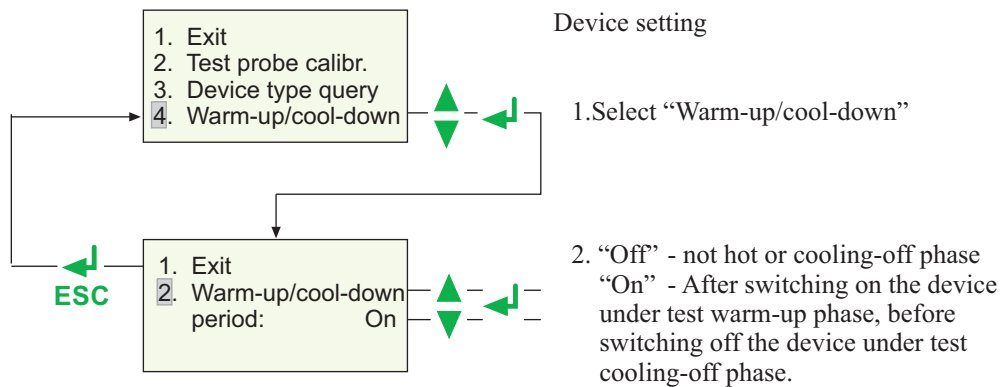 Device setting
1. Exit
2. Test probe calibr.
3. Device type query
4. Warm-up/cool-down
1.Select “Warm-up/cool-down”
ESC
1. Exit
2. Warm-up/cool-down
period: On
2. “Off” - not hot or cooling-off phase
“On” - After switching on the device
under test warm-up phase, before
switching off the device under test
cooling-off phase.